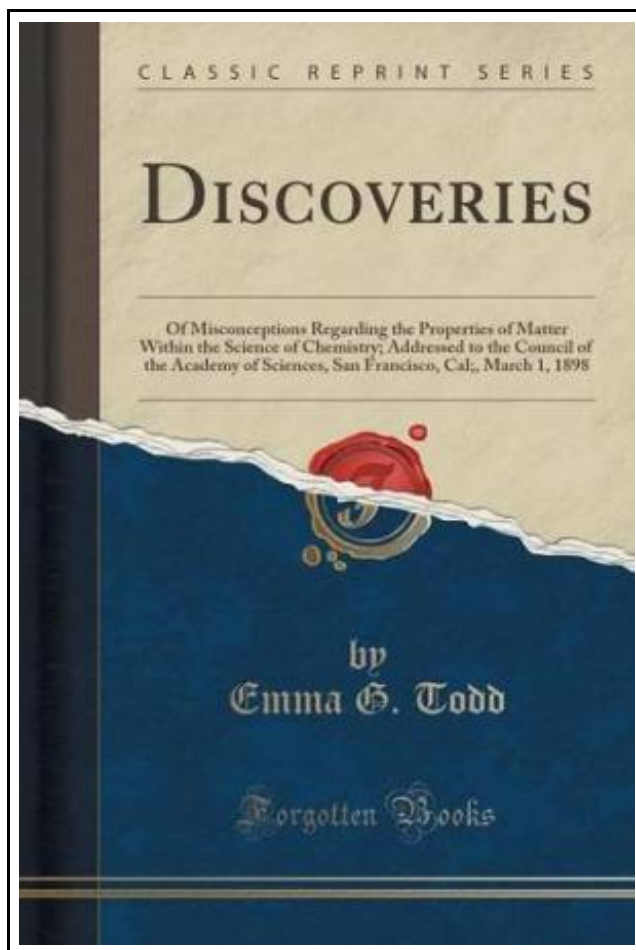 CLASSIC REPRINT SERIES
DISCOVERIES
Of Misconceptions Regarding the Properties of Matter
Within the Science of Chemistry; Addressed to the Council of
the Academy of Sciences, San Francisco, Cal;, March 1, 1898
F
by
Emma G. Todd
Forgotten Books